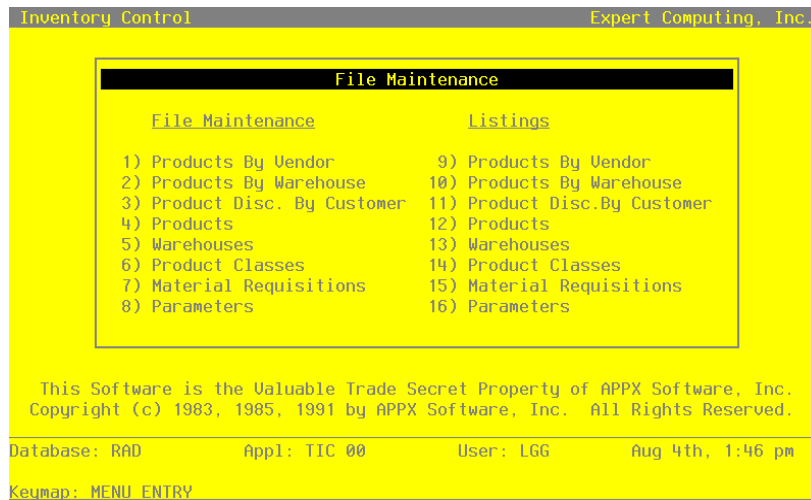 Inventory Control Expert Computing, Inc.
File Maintenance
File Maintenance Listings
1) Products By Vendor 9) Products By Vendor
2) Products By Warehouse 10) Products By Warehouse
3) Product Disc. By Customer 11) Product Disc.By Customer
4) Products 12) Products
5) Warehouses 13) Warehouses
6) Product Classes 14) Product Classes
7) Material Requisitions 15) Material Requisitions
8) Parameters 16) Parameters
This Software is the Valuable Trade Secret Property of APPX Software, Inc.
Copyright (c) 1983, 1985, 1991 by APPX Software, Inc. All Rights Reserved.
Database: RAD Appl: TIC 00 User: LGG Aug 4th, 1:46 pm
Keymap: MENU ENTRY